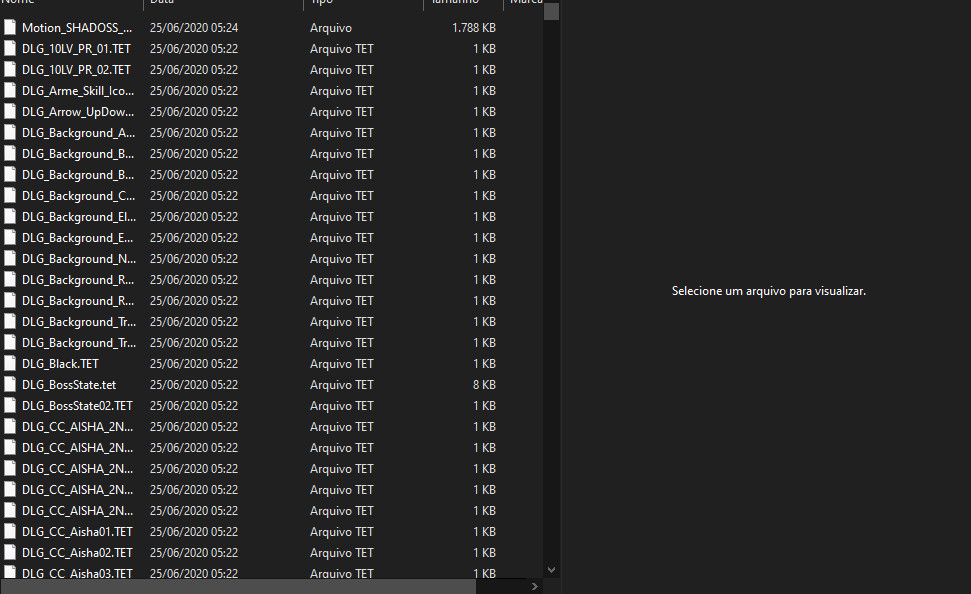 Nome Data Tipo Tamanho Marca
Motion_SHADOSS_... 25/06/2020 05:24 Arquivo 1.788 KB
DLG_10LV_PR_01.TET 25/06/2020 05:22 Arquivo TET 1 KB
DLG_10LV_PR_02.TET 25/06/2020 05:22 Arquivo TET 1 KB
DLG_Arme_Skill_Ico... 25/06/2020 05:22 Arquivo TET 1 KB
DLG_Arrow_UpDow... 25/06/2020 05:22 Arquivo TET 1 KB
DLG_Background_A... 25/06/2020 05:22 Arquivo TET 1 KB
DLG_Background_B... 25/06/2020 05:22 Arquivo TET 1 KB
DLG_Background_B... 25/06/2020 05:22 Arquivo TET 1 KB
DLG_Background_C... 25/06/2020 05:22 Arquivo TET 1 KB
DLG_Background_El... 25/06/2020 05:22 Arquivo TET 1 KB
DLG_Background_E... 25/06/2020 05:22 Arquivo TET 1 KB
DLG_Background_N... 25/06/2020 05:22 Arquivo TET 1 KB
DLG_Background_R... 25/06/2020 05:22 Arquivo TET 1 KB
DLG_Background_R... 25/06/2020 05:22 Arquivo TET 1 KB
DLG_Background_Tr... 25/06/2020 05:22 Arquivo TET 1 KB
DLG_Background_Tr... 25/06/2020 05:22 Arquivo TET 1 KB
DLG_Black.TET 25/06/2020 05:22 Arquivo TET 1 KB
DLG_BossState.tet 25/06/2020 05:22 Arquivo TET 8 KB
DLG_BossState02.TET 25/06/2020 05:22 Arquivo TET 1 KB
DLG_CC_AISHA_2N... 25/06/2020 05:22 Arquivo TET 1 KB
DLG_CC_AISHA_2N... 25/06/2020 05:22 Arquivo TET 1 KB
DLG_CC_AISHA_2N... 25/06/2020 05:22 Arquivo TET 1 KB
DLG_CC_AISHA_2N... 25/06/2020 05:22 Arquivo TET 1 KB
DLG_CC_AISHA_2N... 25/06/2020 05:22 Arquivo TET 1 KB
DLG_CC_Aisha01.TET 25/06/2020 05:22 Arquivo TET 1 KB
DLG_CC_Aisha02.TET 25/06/2020 05:22 Arquivo TET 1 KB
DLG_CC_Aisha03.TET 25/06/2020 05:22 Arquivo TET 1 KB
Selecione um arquivo para visualizar.